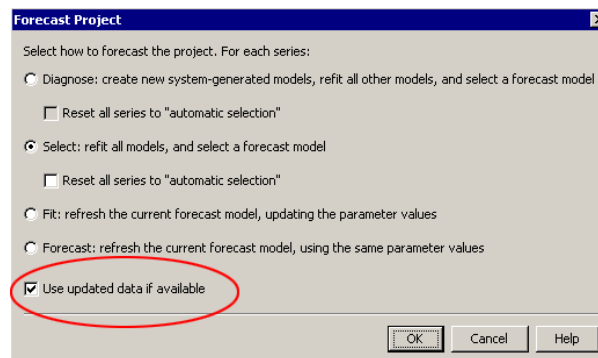 Forecast Project
Select how to forecast the project. For each series:
Diagnose: create new system-generated models, refit all other models, and select a forecast model
Reset all series to "automatic selection"
Select: refit all models, and select a forecast model
Reset all series to "automatic selection"
Fit: refresh the current forecast model, updating the parameter values
Forecast: refresh the current forecast model, using the same parameter values
Use updated data if available
OK Cancel Help